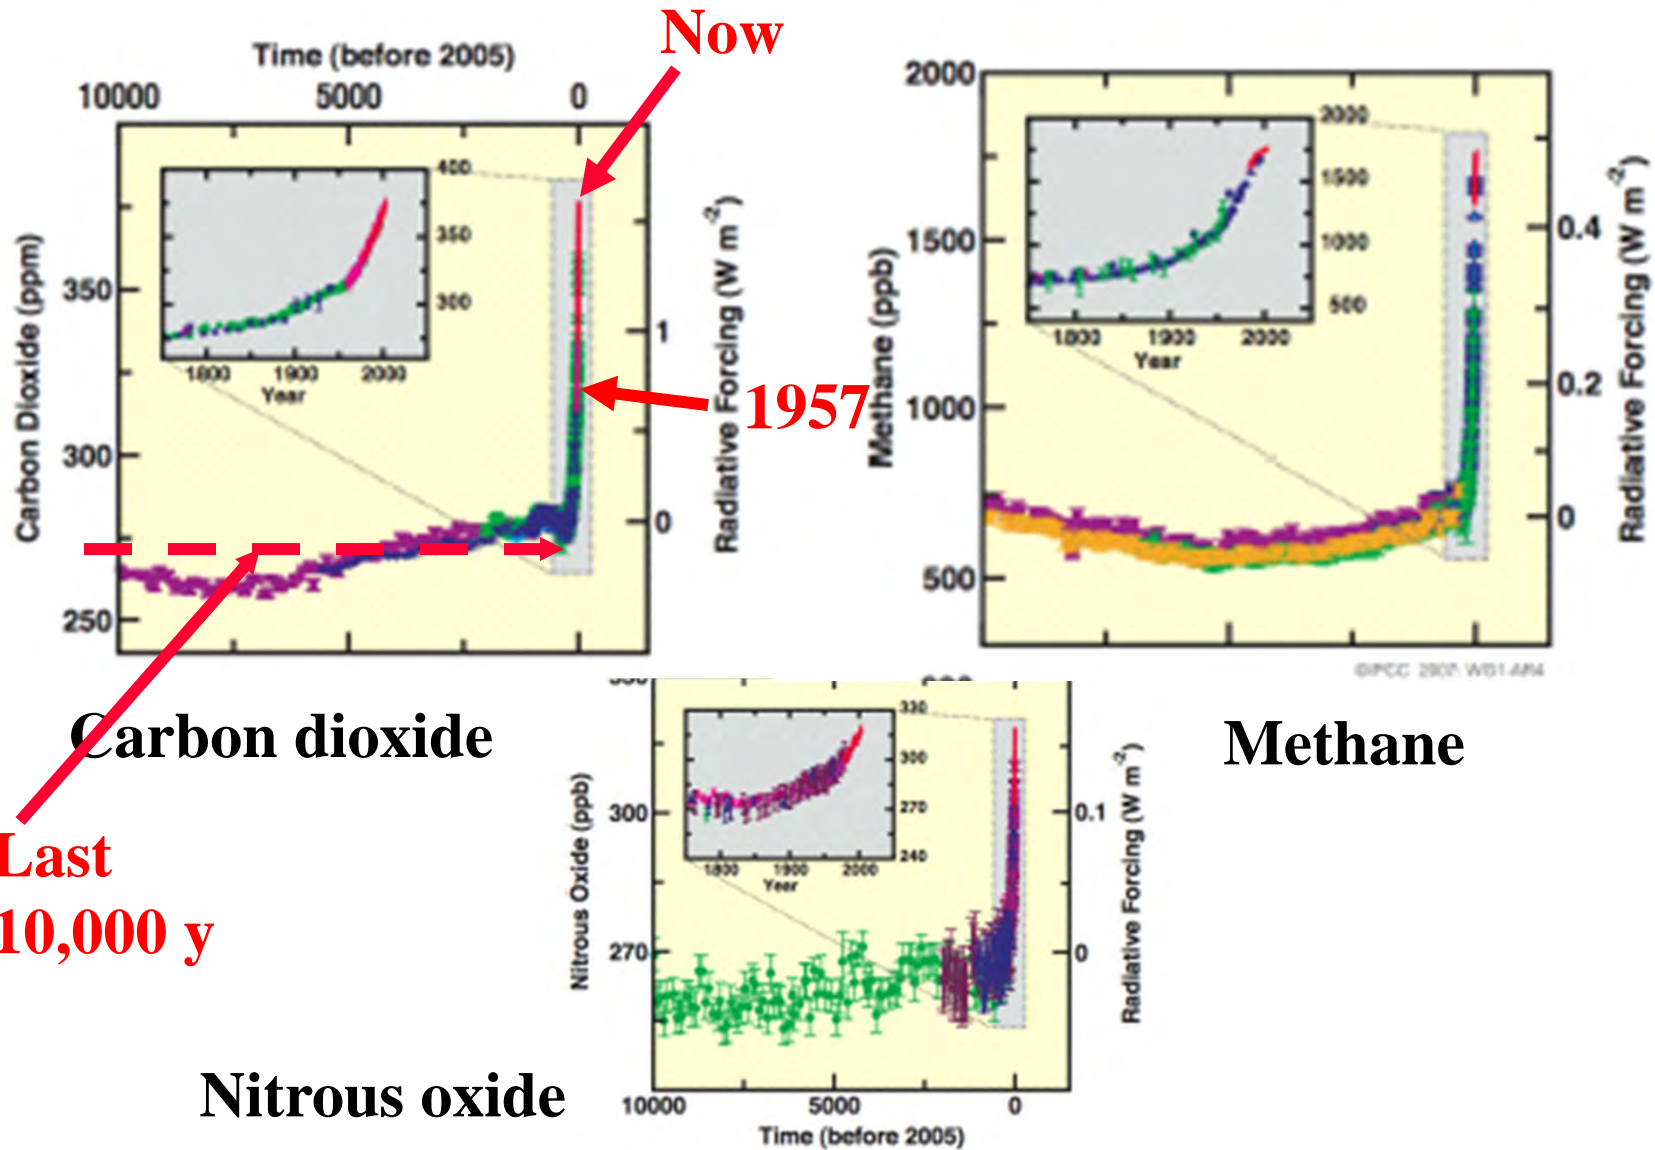 Now
Time (before 2005)
10000 5000 0
Carbon Dioxide (ppm)
350
300
250
400
350
300
1800 1900 2000
Year
1
0
Radiative Forcing (W m-2)
1957
2000
1500
1000
500
Methane (ppb)
2000
1500
1000
500
1800 1900 2000
Year
0.4
0.2
0
Radiative Forcing (W m-2)
©IPCC 2007: WG1-AR4
Carbon dioxide
Methane
Last
10,000 y
Nitrous Oxide (ppb)
300
270
330
300
270
240
1800 1900 2000
Year
0.1
0
Radiative Forcing (W m-2)
Nitrous oxide
10000 5000 0
Time (before 2005)